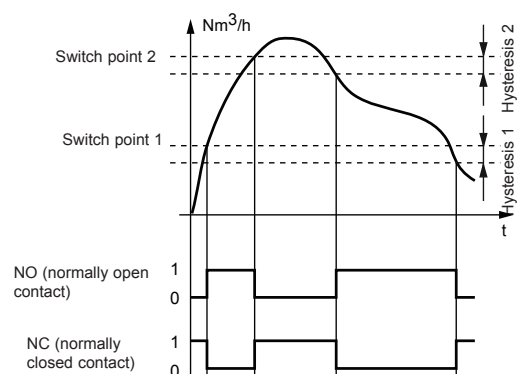 Nm³/h
Switch point 2
Hysteresis 2
Switch point 1
Hysteresis 1
t
NO (normally open
contact)
1
0
NC (normally
closed contact)
1
0